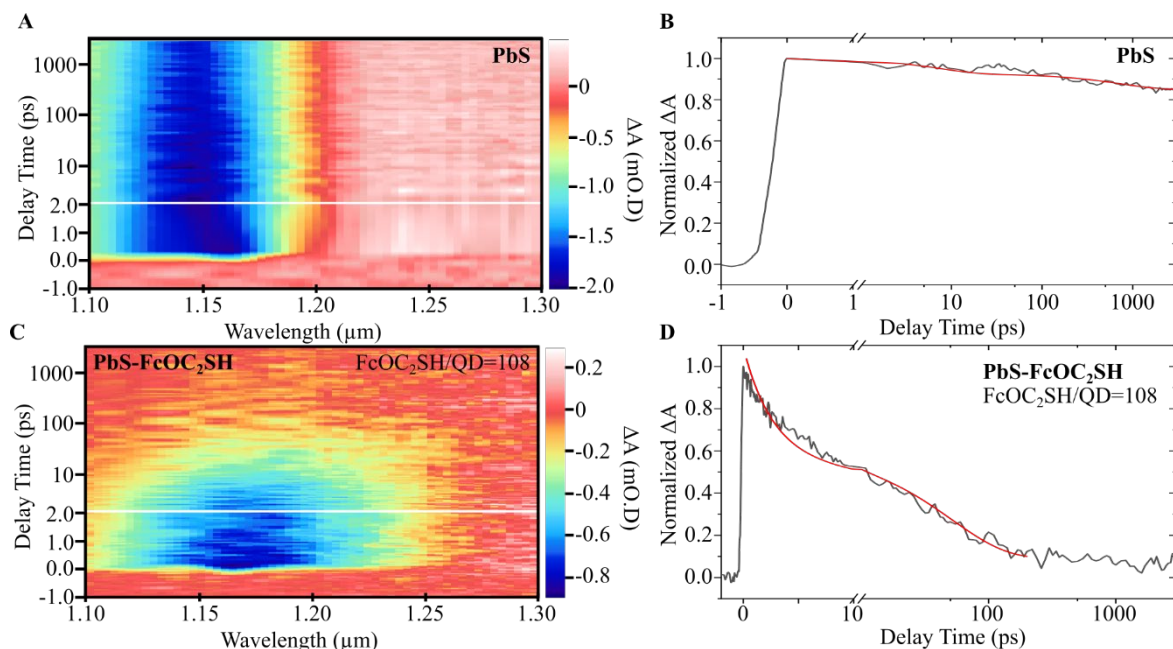 A
PbS
1000
100
10
2.0
1.0
0.0
-1.0
Delay Time (ps)
1.10
1.15
1.20
1.25
1.30
Wavelength (µm)
0
-0.5
-1.0
-1.5
-2.0
ΔA (mO.D)
B
PbS
1.0
0.8
0.6
0.4
0.2
0.0
Normalized ΔA
-1
0
1
10
100
1000
Delay Time (ps)
C
PbS-FcOC₂SH
FcOC₂SH/QD=108
1000
100
10
2.0
1.0
0.0
-1.0
Delay Time (ps)
1.10
1.15
1.20
1.25
1.30
Wavelength (µm)
0.2
0
-0.2
-0.4
-0.6
-0.8
ΔA (mO.D)
D
PbS-FcOC₂SH
FcOC₂SH/QD=108
1.0
0.8
0.6
0.4
0.2
0.0
Normalized ΔA
0
10
100
1000
Delay Time (ps)